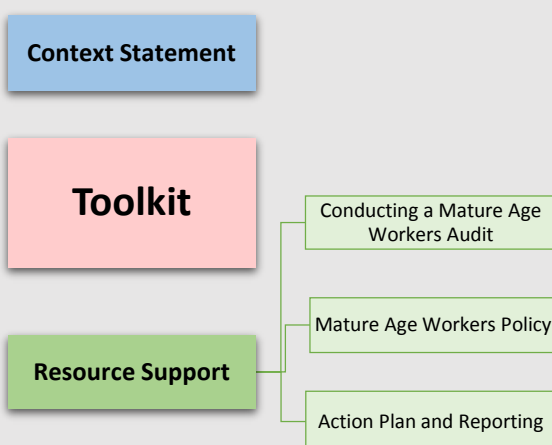 Context Statement
Toolkit
Conducting a Mature Age
Workers Audit
Mature Age Workers Policy
Resource Support
Action Plan and Reporting